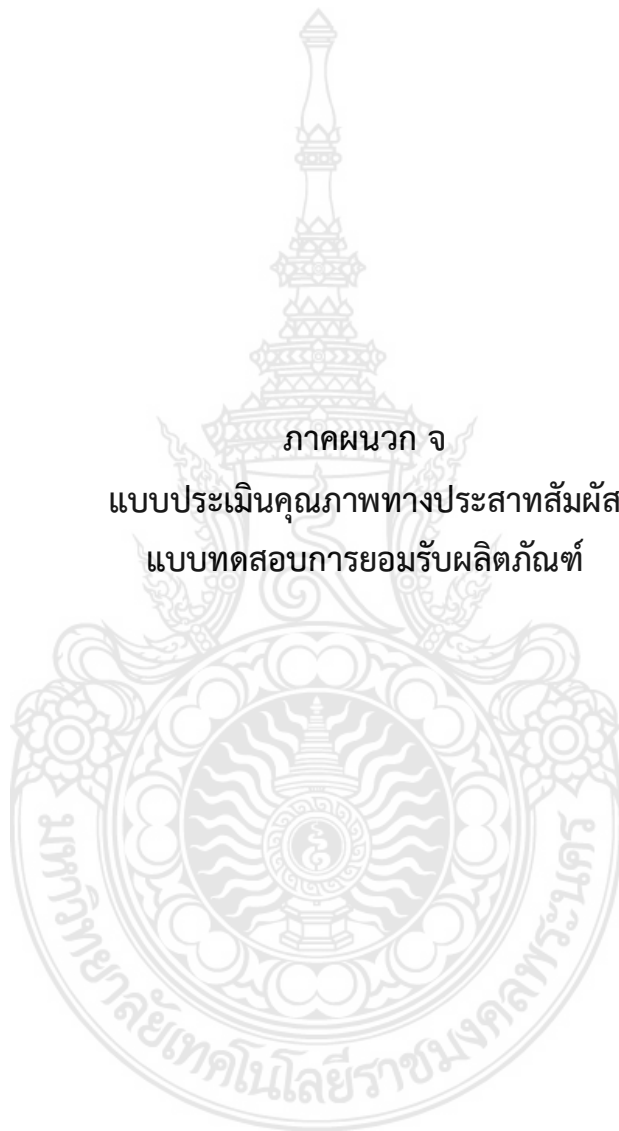 ภาคผนวก จ
แบบประเมินคุณภาพทางประสาทสัมผัส
แบบทดสอบการยอมรับผลิตภัณฑ์
มหาวิทยาลัยเทคโนโลยีราชมงคลพระนคร